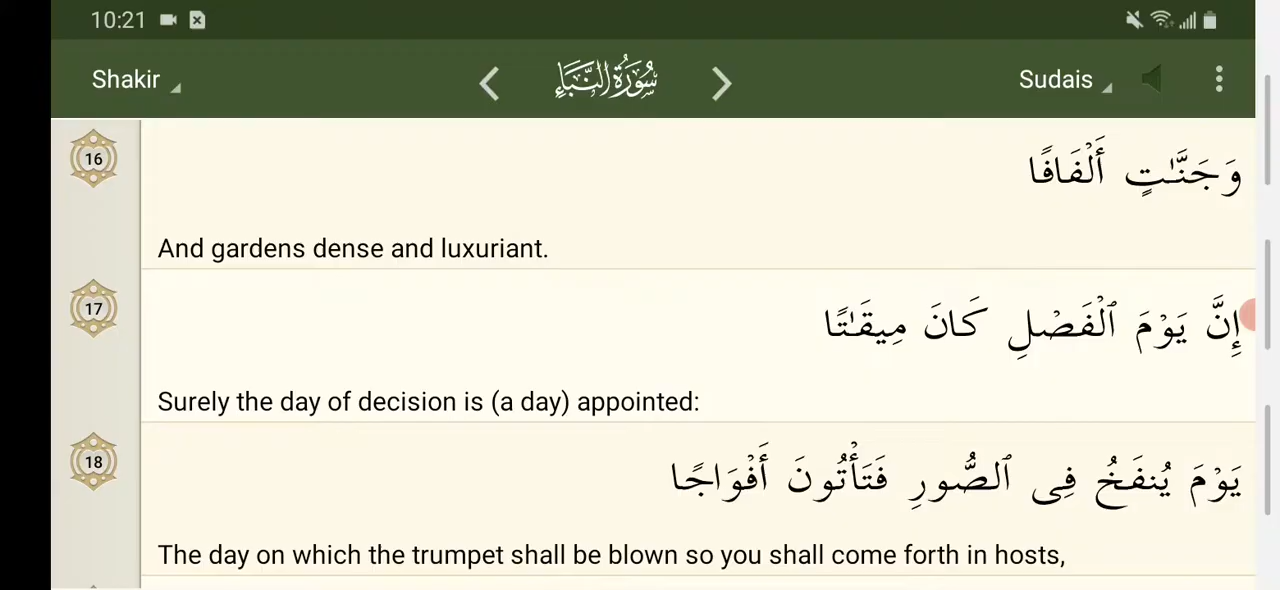 10:21
Shakir
سُورَةُ النَّبَإِ
Sudais
16
وَجَنَّـٰتٍ أَلْفَافًا
And gardens dense and luxuriant.
17
إِنَّ يَوْمَ ٱلْفَصْلِ كَانَ مِيقَـٰتًا
Surely the day of decision is (a day) appointed:
18
يَوْمَ يُنفَخُ فِى ٱلصُّورِ فَتَأْتُونَ أَفْوَاجًا
The day on which the trumpet shall be blown so you shall come forth in hosts,